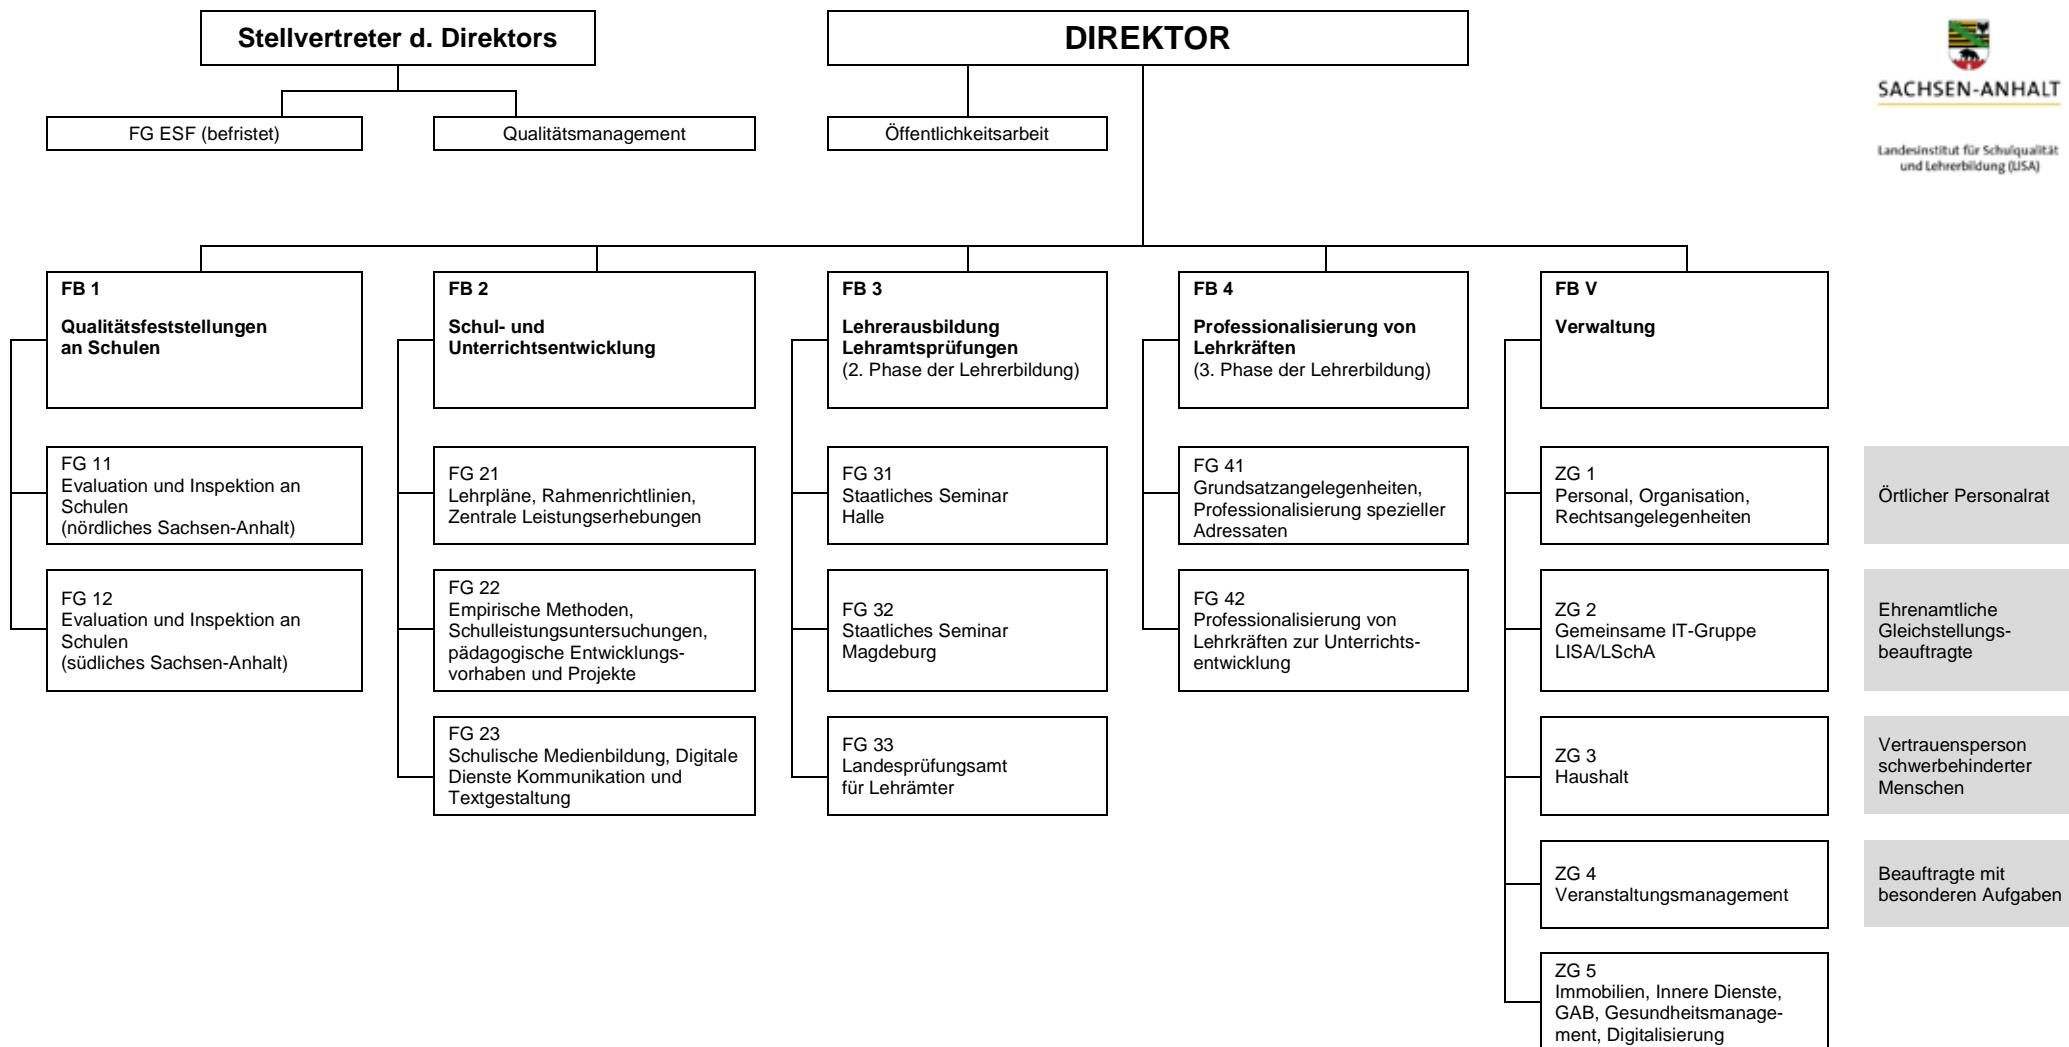 Stellvertreter d. Direktors
DIREKTOR
SACHSEN-ANHALT
Landesinstitut für Schulqualität
und Lehrerbildung (LISA)
FG ESF (befristet)
Qualitätsmanagement
Öffentlichkeitsarbeit
FB 1
Qualitätsfeststellungen
an Schulen
FB 2
Schul- und
Unterrichtsentwicklung
FB 3
Lehrerausbildung
Lehramtsprüfungen
(2. Phase der Lehrerbildung)
FB 4
Professionalisierung von
Lehrkräften
(3. Phase der Lehrerbildung)
FB V
Verwaltung
FG 11
Evaluation und Inspektion an
Schulen
(nördliches Sachsen-Anhalt)
FG 21
Lehrpläne, Rahmenrichtlinien,
Zentrale Leistungserhebungen
FG 31
Staatliches Seminar
Halle
FG 41
Grundsatzangelegenheiten,
Professionalisierung spezieller
Adressaten
ZG 1
Personal, Organisation,
Rechtsangelegenheiten
Örtlicher Personalrat
FG 12
Evaluation und Inspektion an
Schulen
(südliches Sachsen-Anhalt)
FG 22
Empirische Methoden,
Schulleistungsuntersuchungen,
pädagogische Entwicklungs-
vorhaben und Projekte
FG 32
Staatliches Seminar
Magdeburg
FG 42
Professionalisierung von
Lehrkräften zur Unterrichts-
entwicklung
ZG 2
Gemeinsame IT-Gruppe
LISA/LSchA
Ehrenamtliche
Gleichstellungs-
beauftragte
FG 23
Schulische Medienbildung, Digitale
Dienste Kommunikation und
Textgestaltung
FG 33
Landesprüfungsamt
für Lehrämter
ZG 3
Haushalt
Vertrauensperson
schwerbehinderter
Menschen
ZG 4
Veranstaltungsmanagement
Beauftragte mit
besonderen Aufgaben
ZG 5
Immobilien, Innere Dienste,
GAB, Gesundheitsmanage-
ment, Digitalisierung